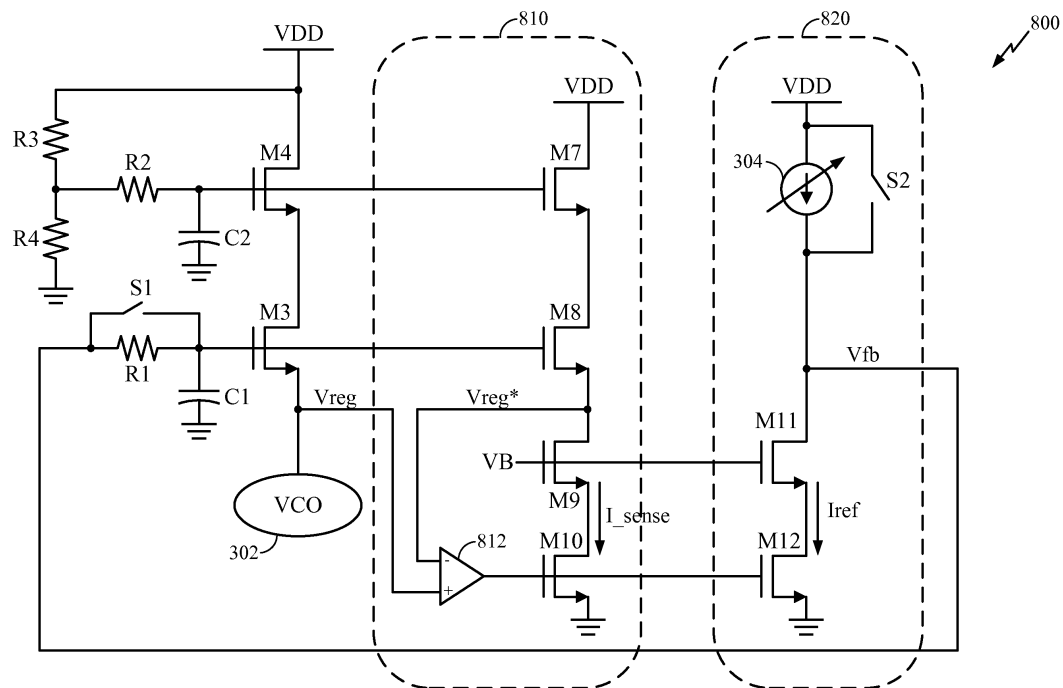 810
820
800
VDD
VDD
VDD
R3
M4
M7
304
S2
R2
R4
C2
S1
M3
M8
R1
Vfb
C1
Vreg
Vreg*
M11
VB
VCO
M9
I_sense
Iref
302
812
M10
M12
-
+